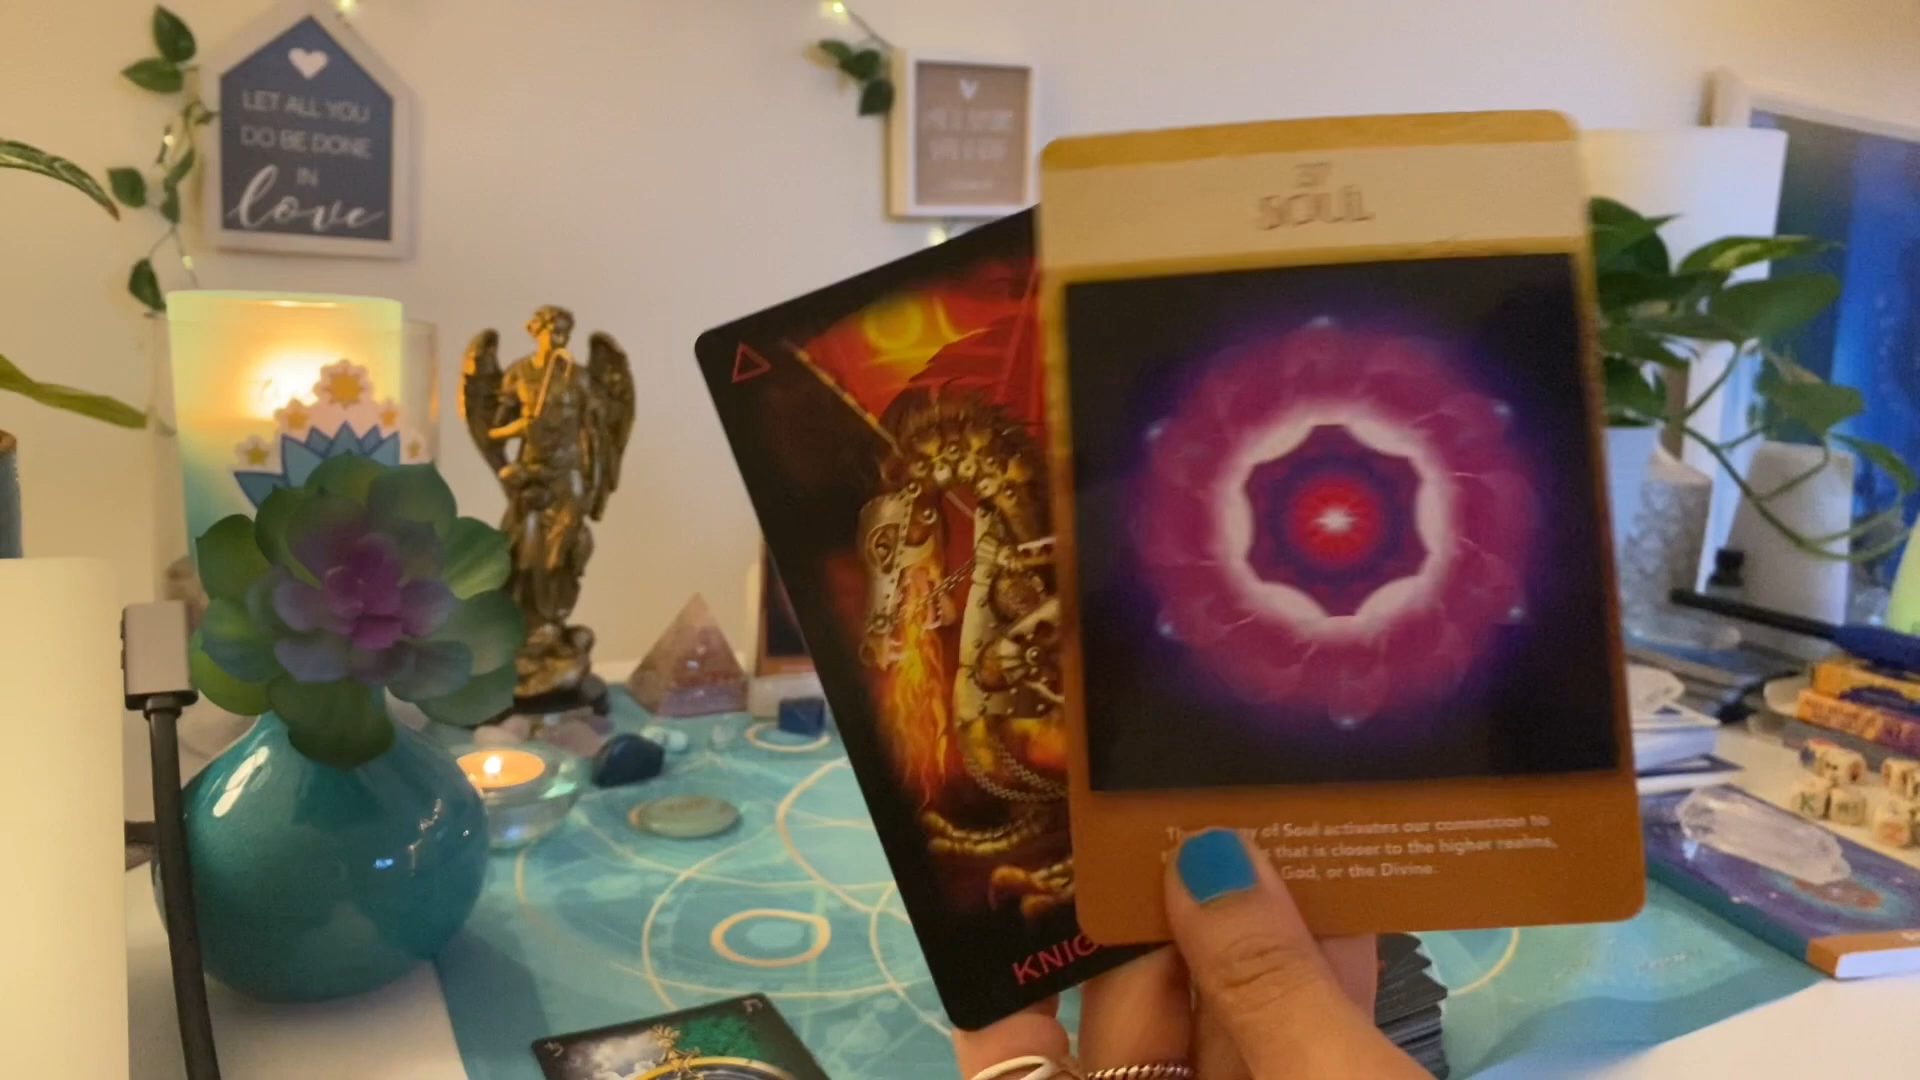 LET ALL YOU
DO BE DONE
IN
love
37
SOUL
of Soul activates our connection to
that is closer to the higher realms,
God, or the Divine.
KNIG